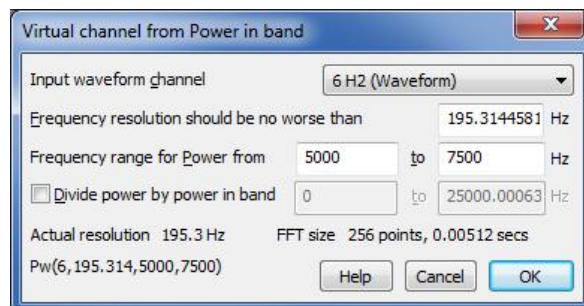 Virtual channel from Power in band
Input waveform channel 6 H2 (Waveform)
Frequency resolution should be no worse than 195.3144581 Hz
Frequency range for Power from 5000 to 7500 Hz
Divide power by power in band 0 to 25000.00063 Hz
Actual resolution 195.3 Hz FFT size 256 points, 0.00512 secs
Pw(6,195.314,5000,7500) Help Cancel OK